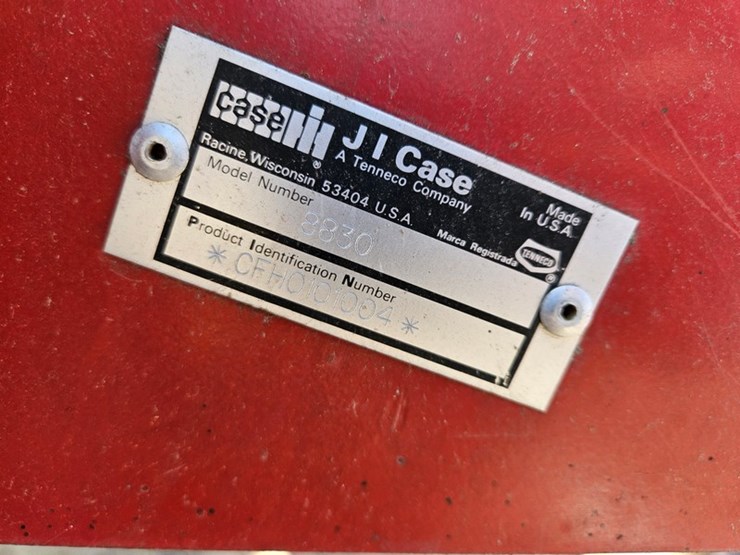 case IH ®
J I Case
A Tenneco Company
Racine, Wisconsin 53404 U.S.A.
Made
In U.S.A.
Model Number
8830
Marca Registrada
TENNECO
®
Product Identification Number